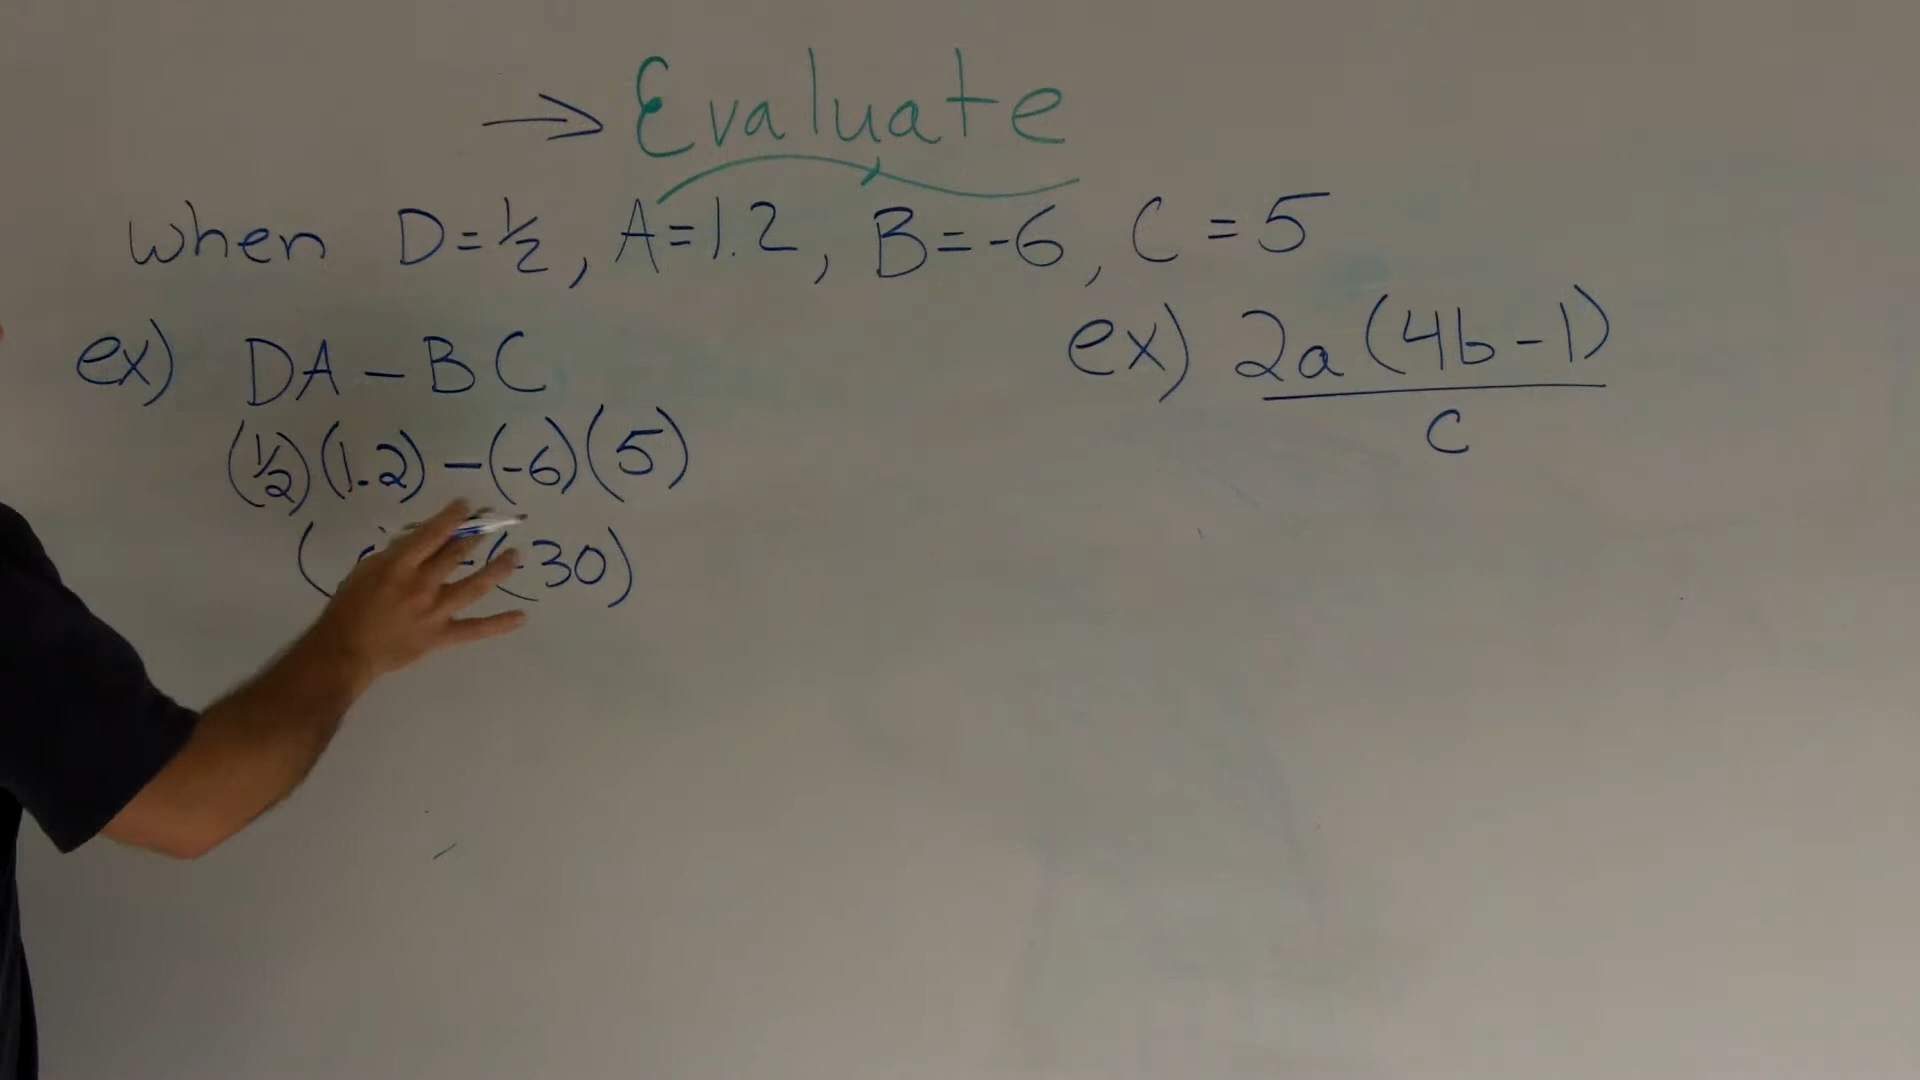 → Evaluate
when D=½, A=1.2, B=-6, C=5
ex) DA-BC
(½)(1.2)-(-6)(5)
( -(-30)
ex) 2a(4b-1)
c